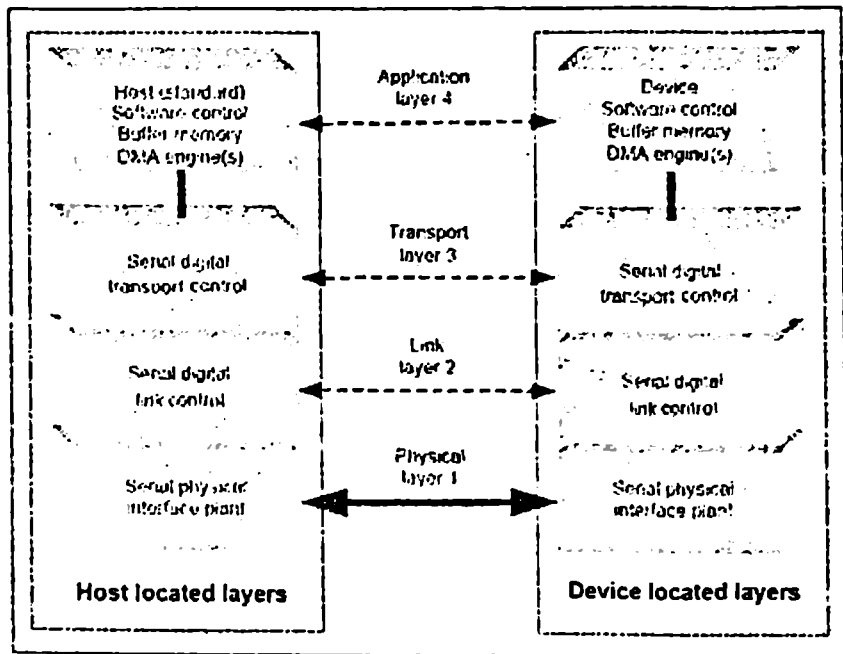 Host (standard)
Software control
Buffer memory
DMA engine(s)
Application
layer 4
Device
Software control
Buffer memory
DMA engine(s)
Serial digital
transport control
Transport
layer 3
Serial digital
transport control
Serial digital
link control
Link
layer 2
Serial digital
link control
Serial physical
interface plant
Physical
layer 1
Serial physical
interface plant
Host located layers
Device located layers